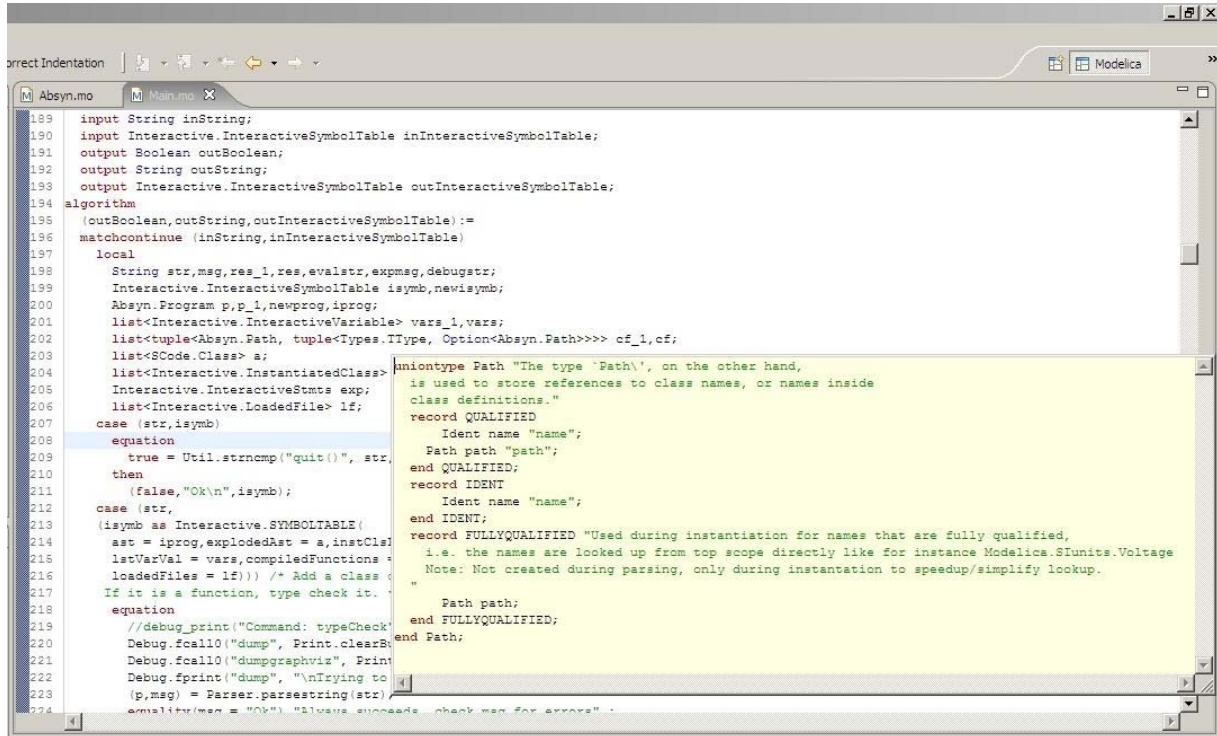 orrect Indentation
Modelica
»
Absyn.mo
Main.mo
189 input String inString;
190 input Interactive.InteractiveSymbolTable inInteractiveSymbolTable;
191 output Boolean outBoolean;
192 output String outString;
193 output Interactive.InteractiveSymbolTable outInteractiveSymbolTable;
194 algorithm
195 (outBoolean,outString,outInteractiveSymbolTable):=
196 matchcontinue (inString,inInteractiveSymbolTable)
197 local
198 String str,msg,res_1,res,evalstr,expmsg,debugstr;
199 Interactive.InteractiveSymbolTable isymb,newisymb;
200 Absyn.Program p,p_1,newprog,iprog;
201 list<Interactive.InteractiveVariable> vars_1,vars;
202 list<tuple<Absyn.Path, tuple<Types.TType, Option<Absyn.Path>>>> cf_1,cf;
203 list<SCode.Class> a;
204 list<Interactive.InstantiatedClass>
205 Interactive.InteractiveStmts exp;
206 list<Interactive.LoadedFile> lf;
207 case (str,isymb)
208 equation
209 true = Util.strncmp("quit()", str,
210 then
211 (false,"Ok\n",isymb);
212 case (str,
213 (isymb as Interactive.SYMBOLTABLE(
214 ast = iprog,explodedAst = a,instClsI
215 lstVarVal = vars,compiledFunctions =
216 loadedFiles = lf))) /* Add a class
217 If it is a function, type check it.
218 equation
219 //debug_print("Command: typeCheck"
220 Debug.fcall0("dump", Print.clearBu
221 Debug.fcall0("dumpgraphviz", Print
222 Debug.fprint("dump", "\nTrying to
223 (p,msg) = Parser.parsestring(str)
224 equality(msg = "Ok") "Always succeeds, check msg for errors" ;
uniontype Path "The type `Path\', on the other hand,
is used to store references to class names, or names inside
class definitions."
record QUALIFIED
Ident name "name";
Path path "path";
end QUALIFIED;
record IDENT
Ident name "name";
end IDENT;
record FULLYQUALIFIED "Used during instantiation for names that are fully qualified,
i.e. the names are looked up from top scope directly like for instance Modelica.SIunits.Voltage
Note: Not created during parsing, only during instantation to speedup/simplify lookup.
"
Path path;
end FULLYQUALIFIED;
end Path;